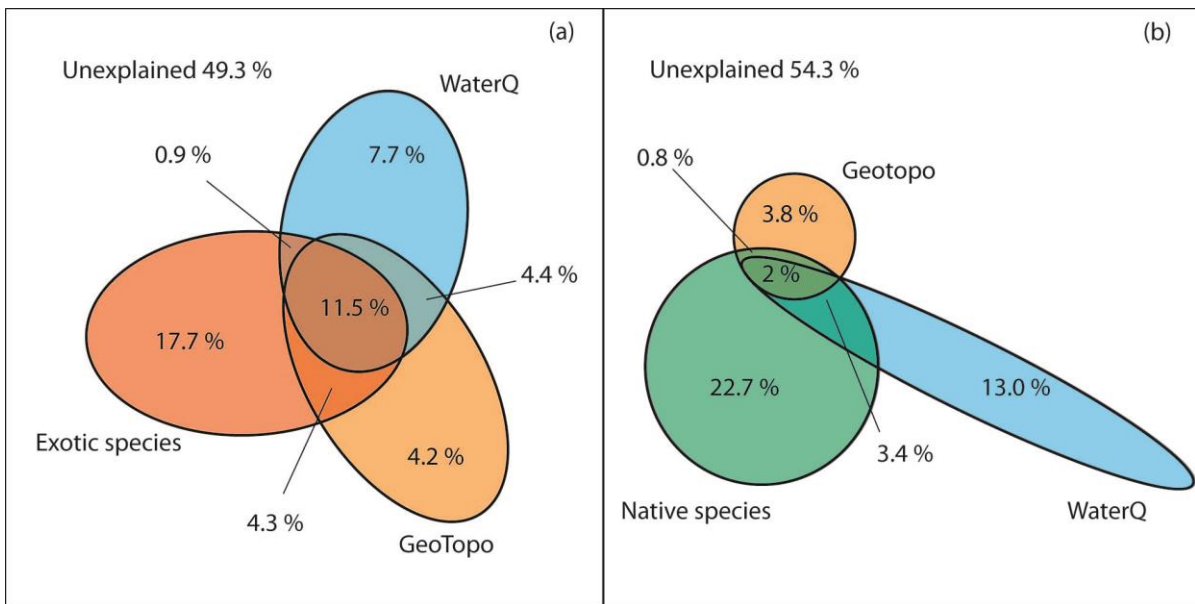 (a)
Unexplained 49.3 %
WaterQ
0.9 %
7.7 %
4.4 %
11.5 %
17.7 %
Exotic species
4.2 %
4.3 %
GeoTopo
(b)
Unexplained 54.3 %
0.8 %
Geotopo
3.8 %
2 %
22.7 %
13.0 %
3.4 %
Native species
WaterQ